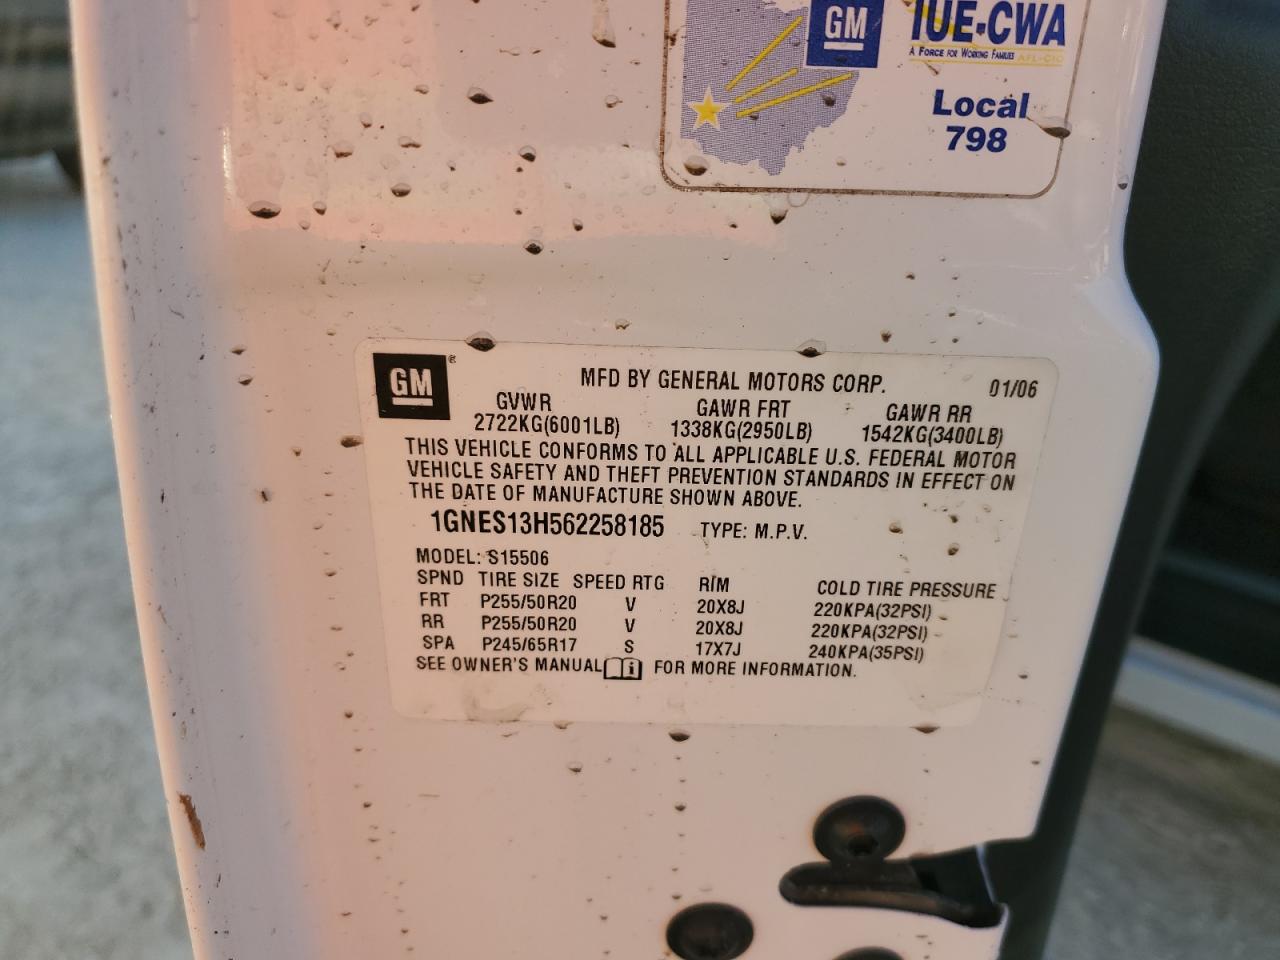 GM
IUE-CWA
A FORCE FOR WORKING FAMILIES AFL-CIO
Local
798
GM ®
MFD BY GENERAL MOTORS CORP. 01/06
GVWR GAWR FRT GAWR RR
2722KG(6001LB) 1338KG(2950LB) 1542KG(3400LB)
THIS VEHICLE CONFORMS TO ALL APPLICABLE U.S. FEDERAL MOTOR
VEHICLE SAFETY AND THEFT PREVENTION STANDARDS IN EFFECT ON
THE DATE OF MANUFACTURE SHOWN ABOVE.
1GNES13H562258185 TYPE: M.P.V.
MODEL: S15506
SPND TIRE SIZE SPEED RTG RIM COLD TIRE PRESSURE
FRT P255/50R20 V 20X8J 220KPA(32PSI)
RR P255/50R20 V 20X8J 220KPA(32PSI)
SPA P245/65R17 S 17X7J 240KPA(35PSI)
SEE OWNER'S MANUAL FOR MORE INFORMATION.